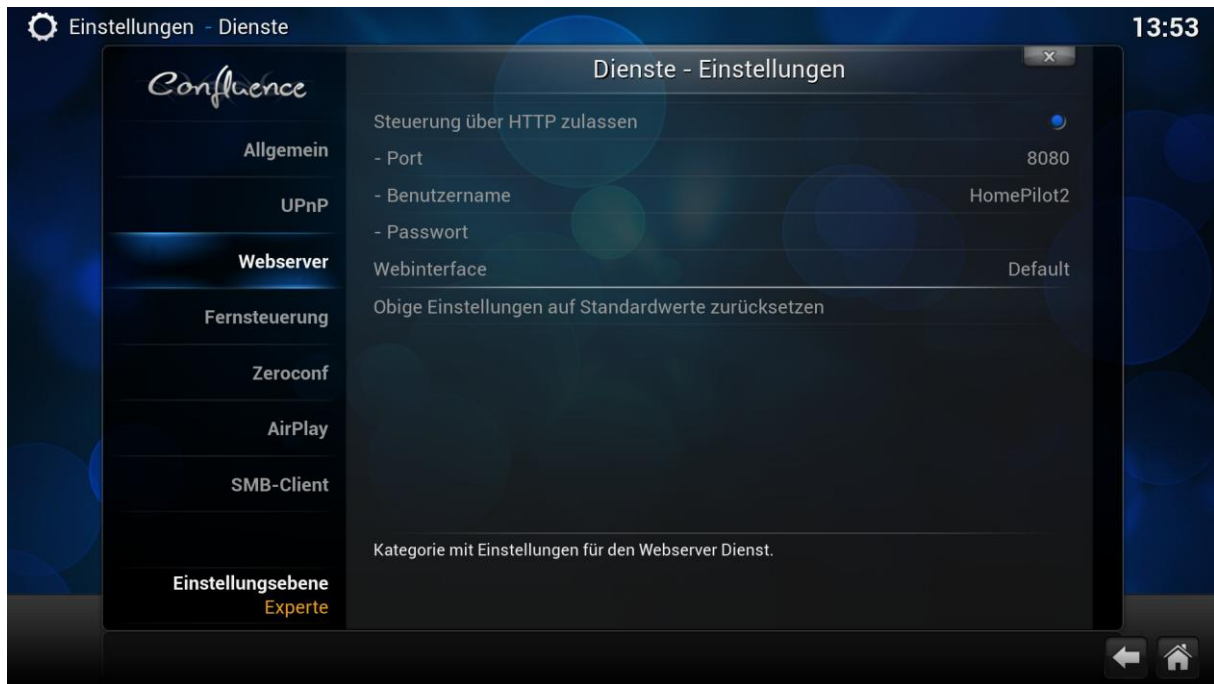 Einstellungen - Dienste
13:53
Confluence
Dienste - Einstellungen
x
Allgemein
UPnP
Webserver
Fernsteuerung
Zeroconf
AirPlay
SMB-Client
Einstellungsebene
Experte
Steuerung über HTTP zulassen
- Port 8080
- Benutzername HomePilot2
- Passwort
Webinterface Default
Obige Einstellungen auf Standardwerte zurücksetzen
Kategorie mit Einstellungen für den Webserver Dienst.